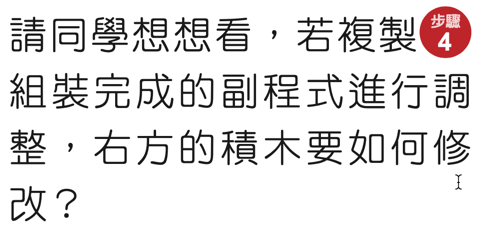 請同學想想看，若複製步驟4
組裝完成的副程式進行調
整，右方的積木要如何修
改？